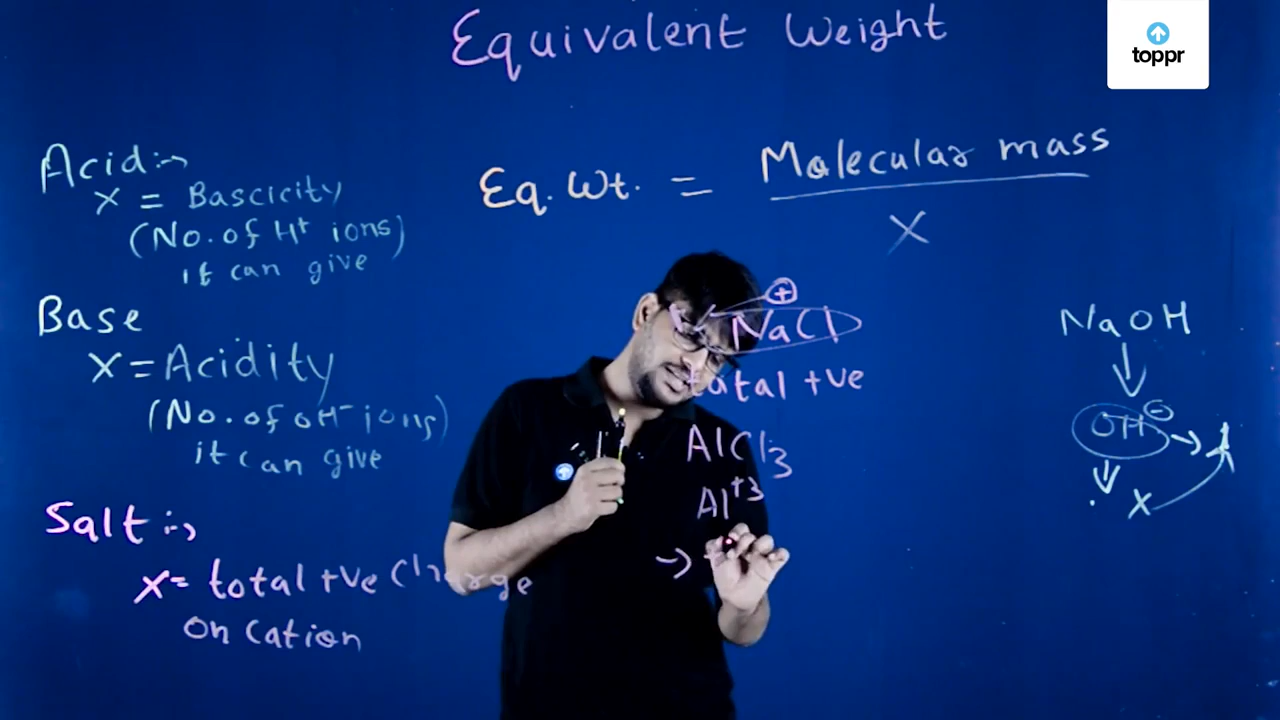 Equivalent Weight
toppr
Acid:→
X = Bascicity
(No. of H+ ions)
it can give
Base
X = Acidity
(No. of OH- ions)
it can give
Salt :→
X = total +ve Charge
on Cation
Eq. Wt. = Molecular mass
X
+
NaCl
total +ve
AlCl3
Al+3
→
NaOH
↓
OH⊖ → 1
⇓
X